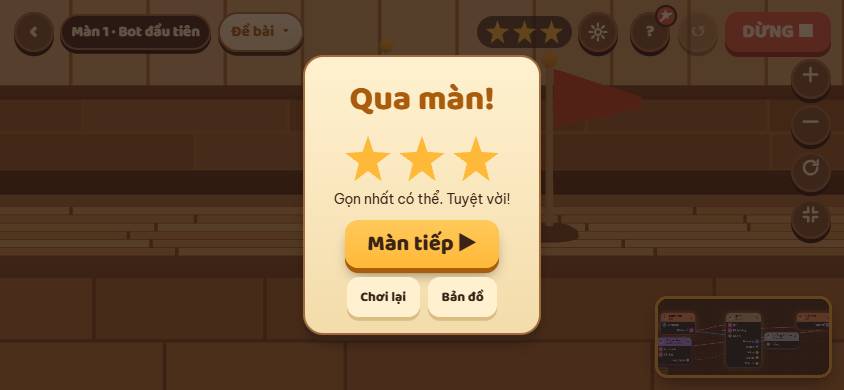 Màn 1 • Bot đầu tiên
Đề bài
?
DỪNG
Qua màn!
Gọn nhất có thể. Tuyệt vời!
Màn tiếp
Chơi lại
Bản đồ